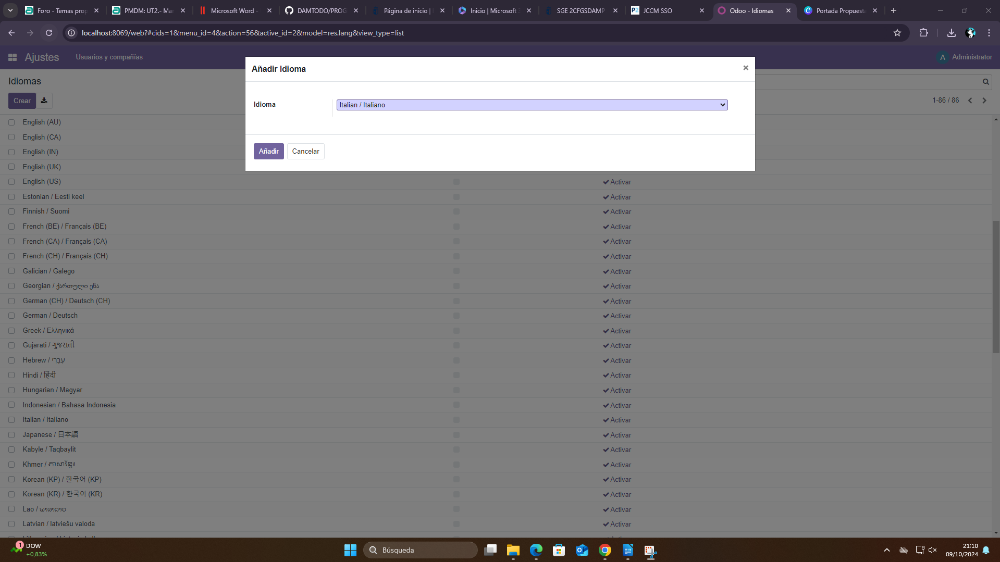 Foro - Temas prop
PMDM: UT2.- Mar
Microsoft Word -
DAMTODO/PROG
Página de inicio |
Inicio | Microsoft 3
SGE 2CFGSDAMP
JCCM SSO
Odoo - Idiomas
Portada Propuesta
localhost:8069/web?#cids=1&menu_id=4&action=56&active_id=2&model=res.lang&view_type=list
Ajustes
Usuarios y compañías
A Administrator
Añadir Idioma
×
Idioma
Italian / Italiano
Añadir
Cancelar
Idiomas
Crear
1-86 / 86
English (AU)
English (CA)
English (IN)
English (UK)
English (US) Activar
Estonian / Eesti keel Activar
Finnish / Suomi Activar
French (BE) / Français (BE) Activar
French (CA) / Français (CA) Activar
French (CH) / Français (CH) Activar
Galician / Galego Activar
Georgian / ქართული ენა Activar
German (CH) / Deutsch (CH) Activar
German / Deutsch Activar
Greek / Ελληνικά Activar
Gujarati / ગુજરાતી Activar
Hebrew / עברי Activar
Hindi / हिंदी Activar
Hungarian / Magyar Activar
Indonesian / Bahasa Indonesia Activar
Italian / Italiano Activar
Japanese / 日本語 Activar
Kabyle / Taqbaylit Activar
Khmer / ភាសាខ្មែរ Activar
Korean (KP) / 한국어 (KP) Activar
Korean (KR) / 한국어 (KR) Activar
Lao / ພາສາລາວ Activar
Latvian / latviešu valoda Activar
1
DOW
+0,83%
Búsqueda
21:10
09/10/2024